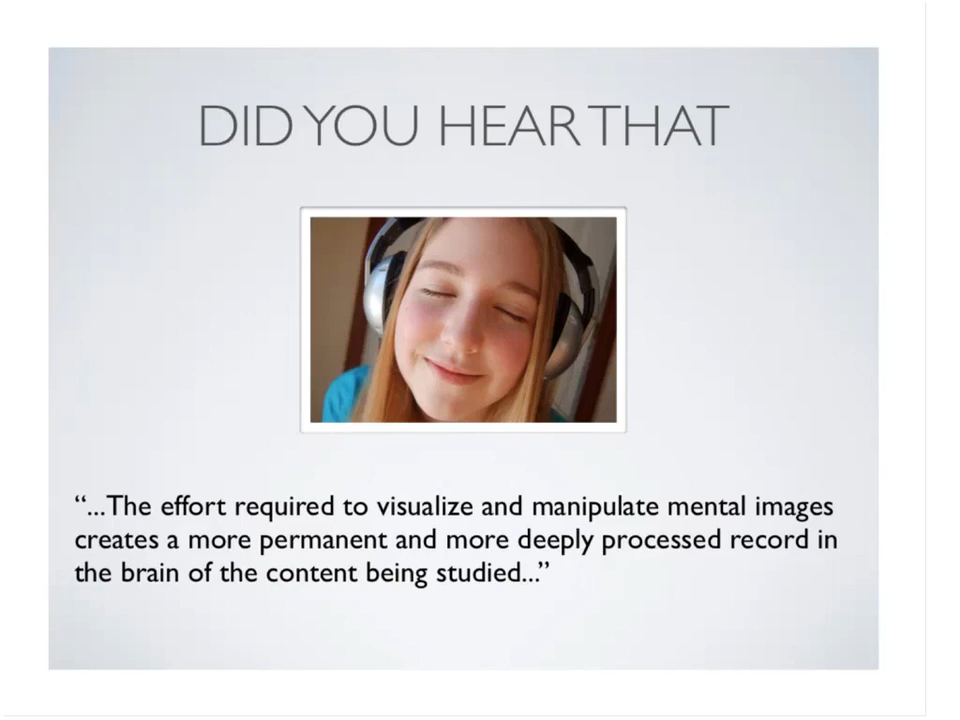 DID YOU HEAR THAT
“...The effort required to visualize and manipulate mental images
creates a more permanent and more deeply processed record in
the brain of the content being studied...”